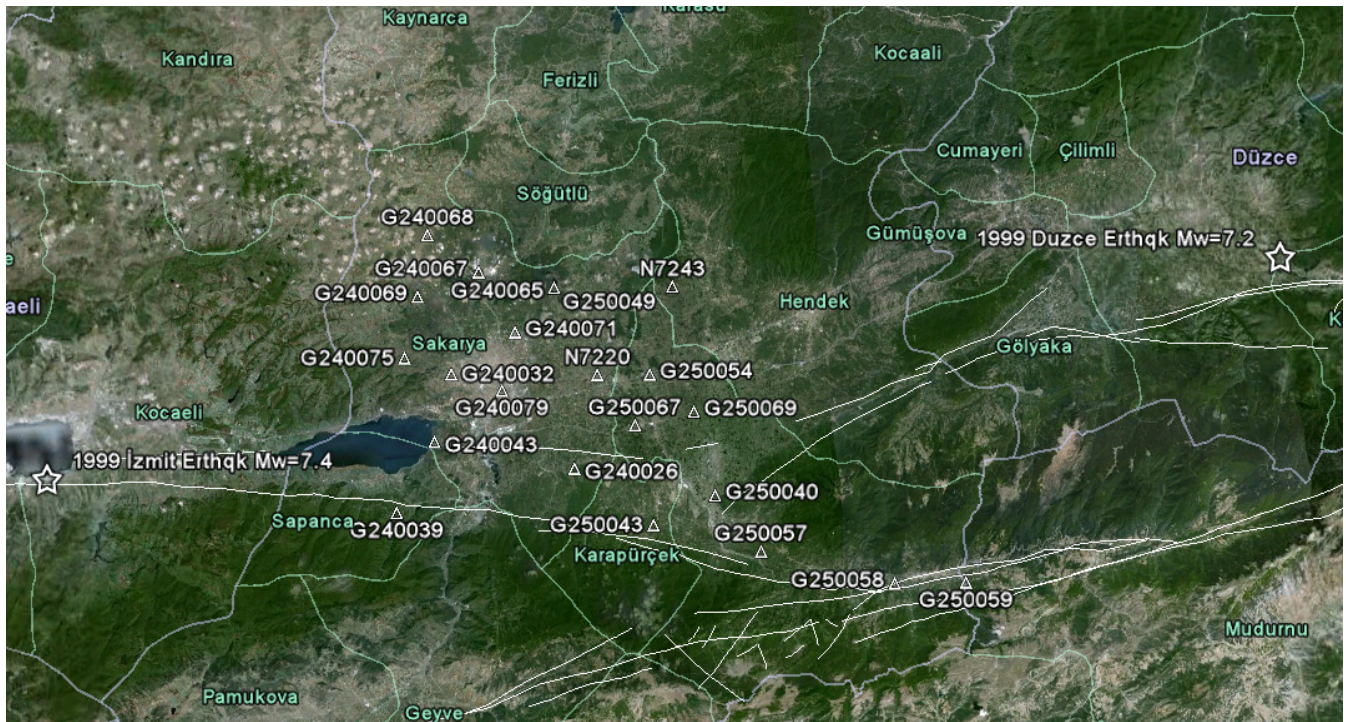 Kaynarca
Karasu
Kandıra
Kocaali
Ferizli
Cumayeri
Çilimli
Düzce
Söğütlü
G240068
Gümüşova
1999 Duzce Erthqk Mw=7.2
G240067
N7243
G240069
G240065
G250049
Hendek
aeli
G240071
Sakarya
Gölyaka
K
G240075
N7220
G240032
G250054
Kocaeli
G240079
G250067
G250069
G240043
1999 İzmit Erthqk Mw=7.4
G240026
G250040
Sapanca
G240039
G250043
G250057
Karapürçek
G250058
G250059
Mudurnu
Pamukova
Geyve